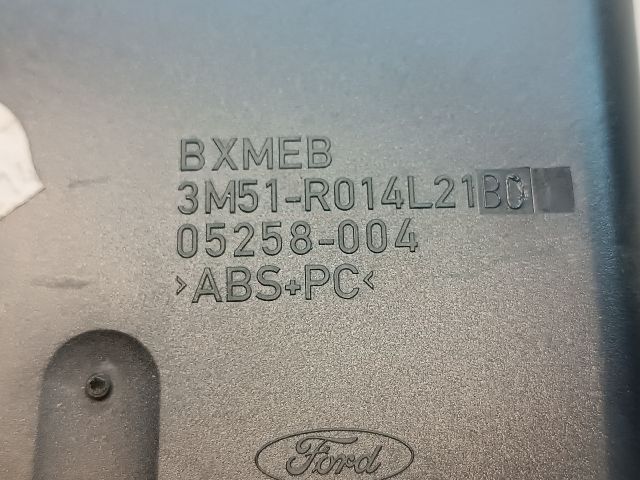 BXMEB
3M51-R014L21BC
05258-004
>ABS+PC<
Ford